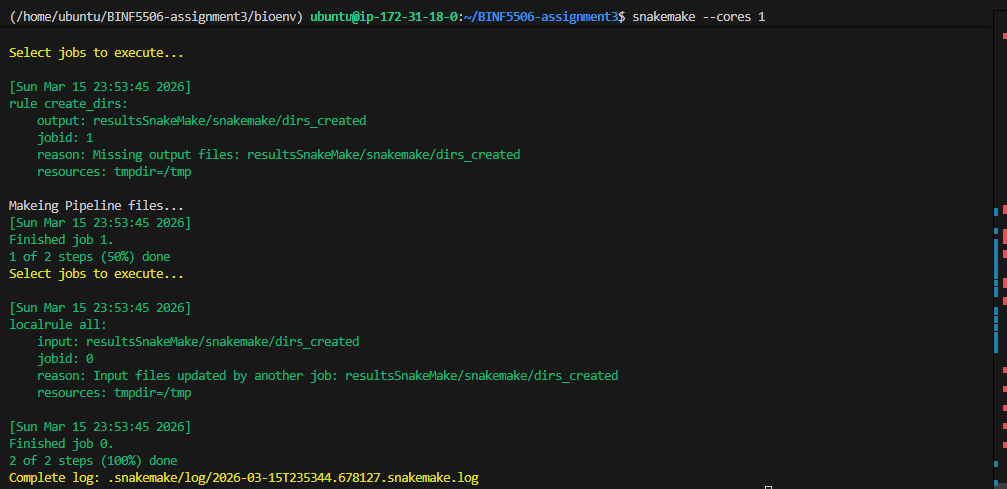 (/home/ubuntu/BINF5506-assignment3/bioenv) ubuntu@ip-172-31-18-0:~/BINF5506-assignment3$ snakemake --cores 1
Select jobs to execute...
[Sun Mar 15 23:53:45 2026]
rule create_dirs:
    output: resultsSnakeMake/snakemake/dirs_created
    jobid: 1
    reason: Missing output files: resultsSnakeMake/snakemake/dirs_created
    resources: tmpdir=/tmp
Makeing Pipeline files...
[Sun Mar 15 23:53:45 2026]
Finished job 1.
1 of 2 steps (50%) done
Select jobs to execute...
[Sun Mar 15 23:53:45 2026]
localrule all:
    input: resultsSnakeMake/snakemake/dirs_created
    jobid: 0
    reason: Input files updated by another job: resultsSnakeMake/snakemake/dirs_created
    resources: tmpdir=/tmp
[Sun Mar 15 23:53:45 2026]
Finished job 0.
2 of 2 steps (100%) done
Complete log: .snakemake/log/2026-03-15T235344.678127.snakemake.log